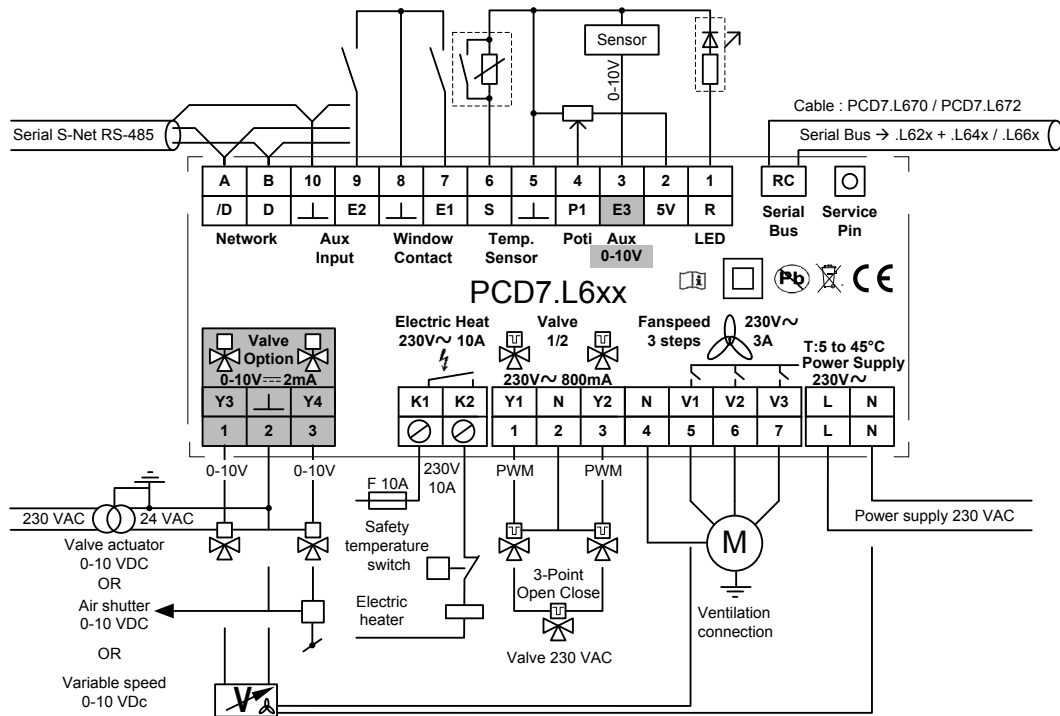 Sensor
0-10V
Cable : PCD7.L670 / PCD7.L672
Serial S-Net RS-485
Serial Bus → .L62x + .L64x / .L66x
A B 10 9 8 7 6 5 4 3 2 1
/D D ⊥ E2 ⊥ E1 S ⊥ P1 E3 5V R
RC
Network
Aux
Input
Window
Contact
Temp.
Sensor
Poti
Aux
0-10V
LED
Serial
Bus
Service
Pin
PCD7.L6xx
i
Pb
CE
Valve
Option
0-10V⎓2mA
Electric Heat
230V~ 10A
Valve
1/2
230V~ 800mA
Fanspeed
3 steps
230V~
3A
T:5 to 45°C
Power Supply
230V~
Y3 ⊥ Y4
1 2 3
K1 K2
Y1 N Y2 N V1 V2 V3
1 2 3 4 5 6 7
L N
L N
0-10V
0-10V
230V
10A
PWM
PWM
F 10A
230 VAC
24 VAC
Valve actuator
0-10 VDC
OR
Air shutter
0-10 VDC
OR
Variable speed
0-10 VDc
V
Safety
temperature
switch
Electric
heater
3-Point
Open Close
Valve 230 VAC
M
Ventilation
connection
Power supply 230 VAC